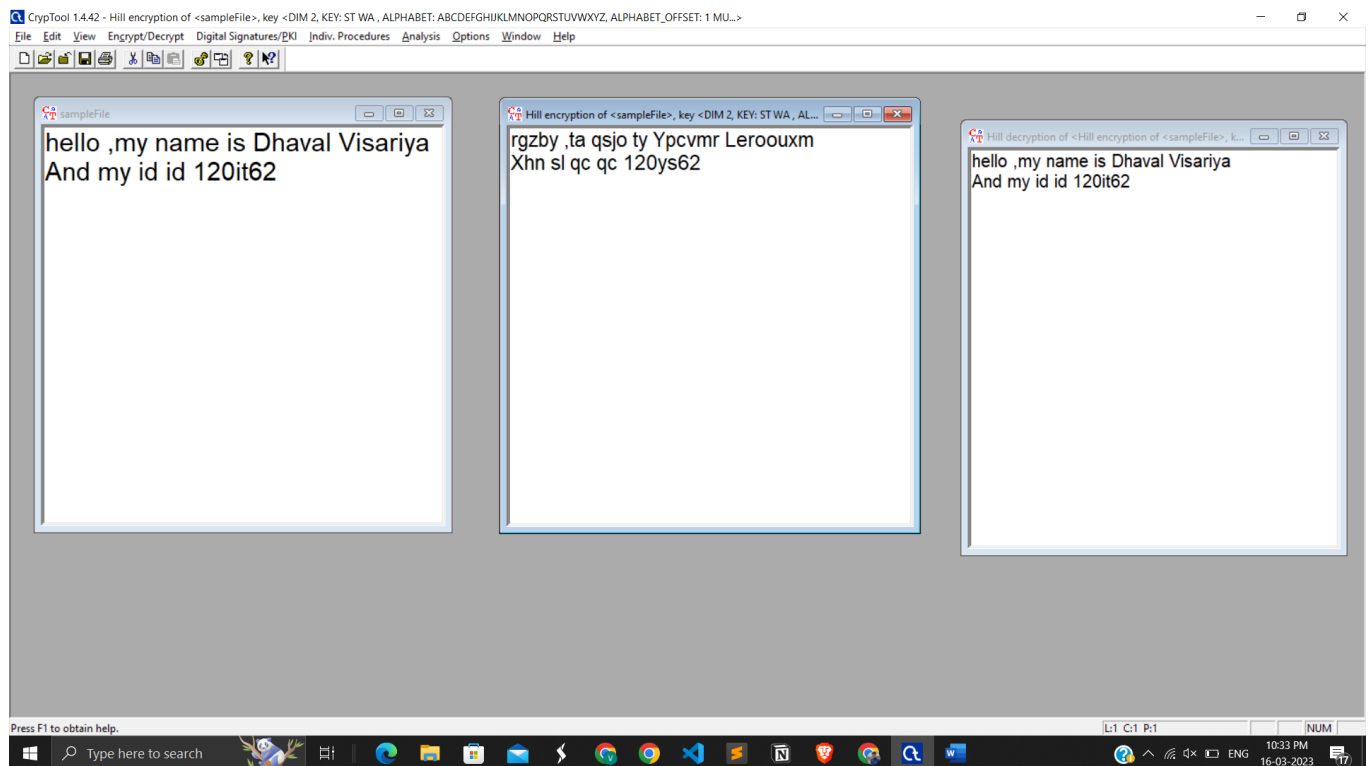 CrypTool 1.4.42 - Hill encryption of <sampleFile>, key <DIM 2, KEY: ST WA , ALPHABET: ABCDEFGHIJKLMNOPQRSTUVWXYZ, ALPHABET_OFFSET: 1 MU...>
File Edit View Encrypt/Decrypt Digital Signatures/PKI Indiv. Procedures Analysis Options Window Help
sampleFile
hello ,my name is Dhaval Visariya
And my id id 120it62
Hill encryption of <sampleFile>, key <DIM 2, KEY: ST WA , AL...
rgzby ,ta qsjo ty Ypcvmr Leroouxm
Xhn sl qc qc 120ys62
Hill decryption of <Hill encryption of <sampleFile>, k...
hello ,my name is Dhaval Visariya
And my id id 120it62
Press F1 to obtain help.
L:1 C:1 P:1
NUM
Type here to search
ENG
10:33 PM
16-03-2023
17